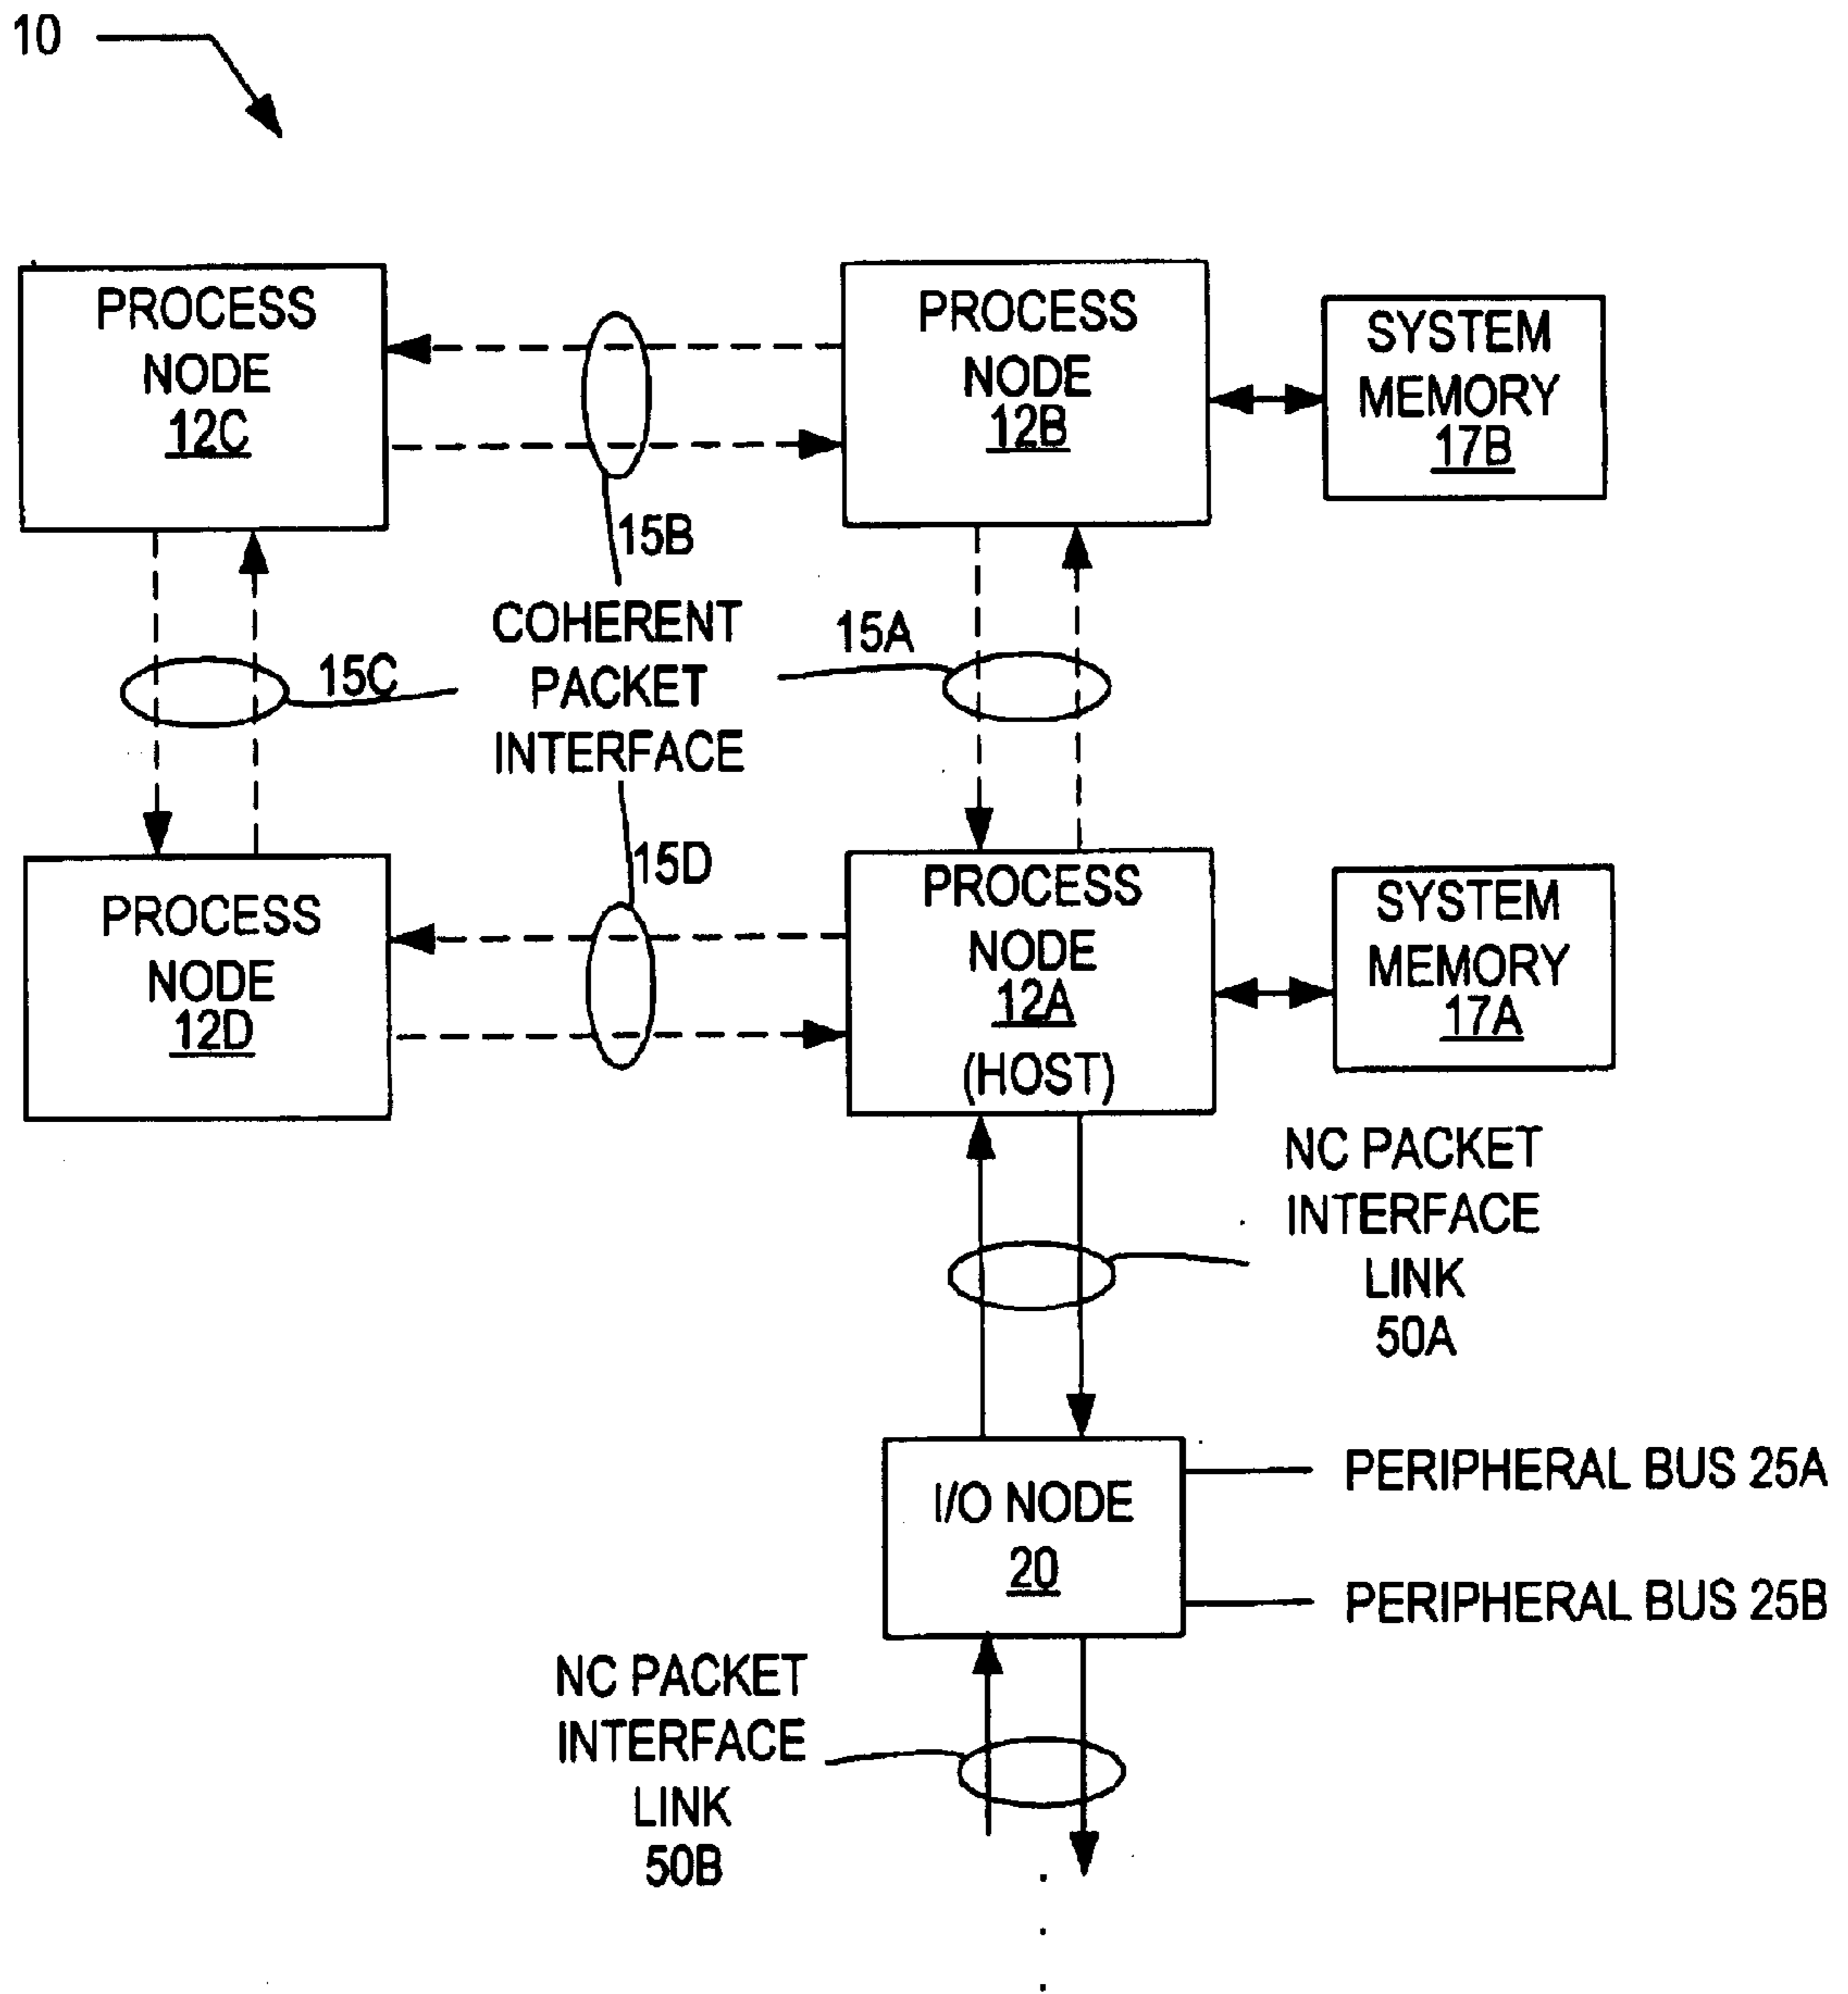 10
PROCESS
NODE
12C
PROCESS
NODE
12B
SYSTEM
MEMORY
17B
15B
COHERENT
PACKET
INTERFACE
15A
15C
15D
PROCESS
NODE
12D
PROCESS
NODE
12A
(HOST)
SYSTEM
MEMORY
17A
NC PACKET
INTERFACE
LINK
50A
I/O NODE
20
PERIPHERAL BUS 25A
PERIPHERAL BUS 25B
NC PACKET
INTERFACE
LINK
50B